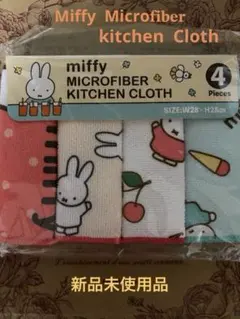 Miffy Microfiber
kitchen Cloth
miffy
MICROFIBER
KITCHEN CLOTH
4
Pieces
SIZE:W28×H28cm
新品未使用品